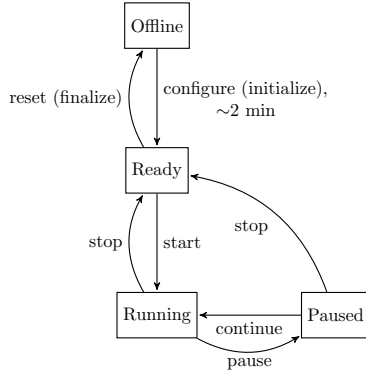 Offline
reset (finalize)
configure (initialize),
∼2 min
Ready
stop
start
stop
Running
continue
Paused
pause